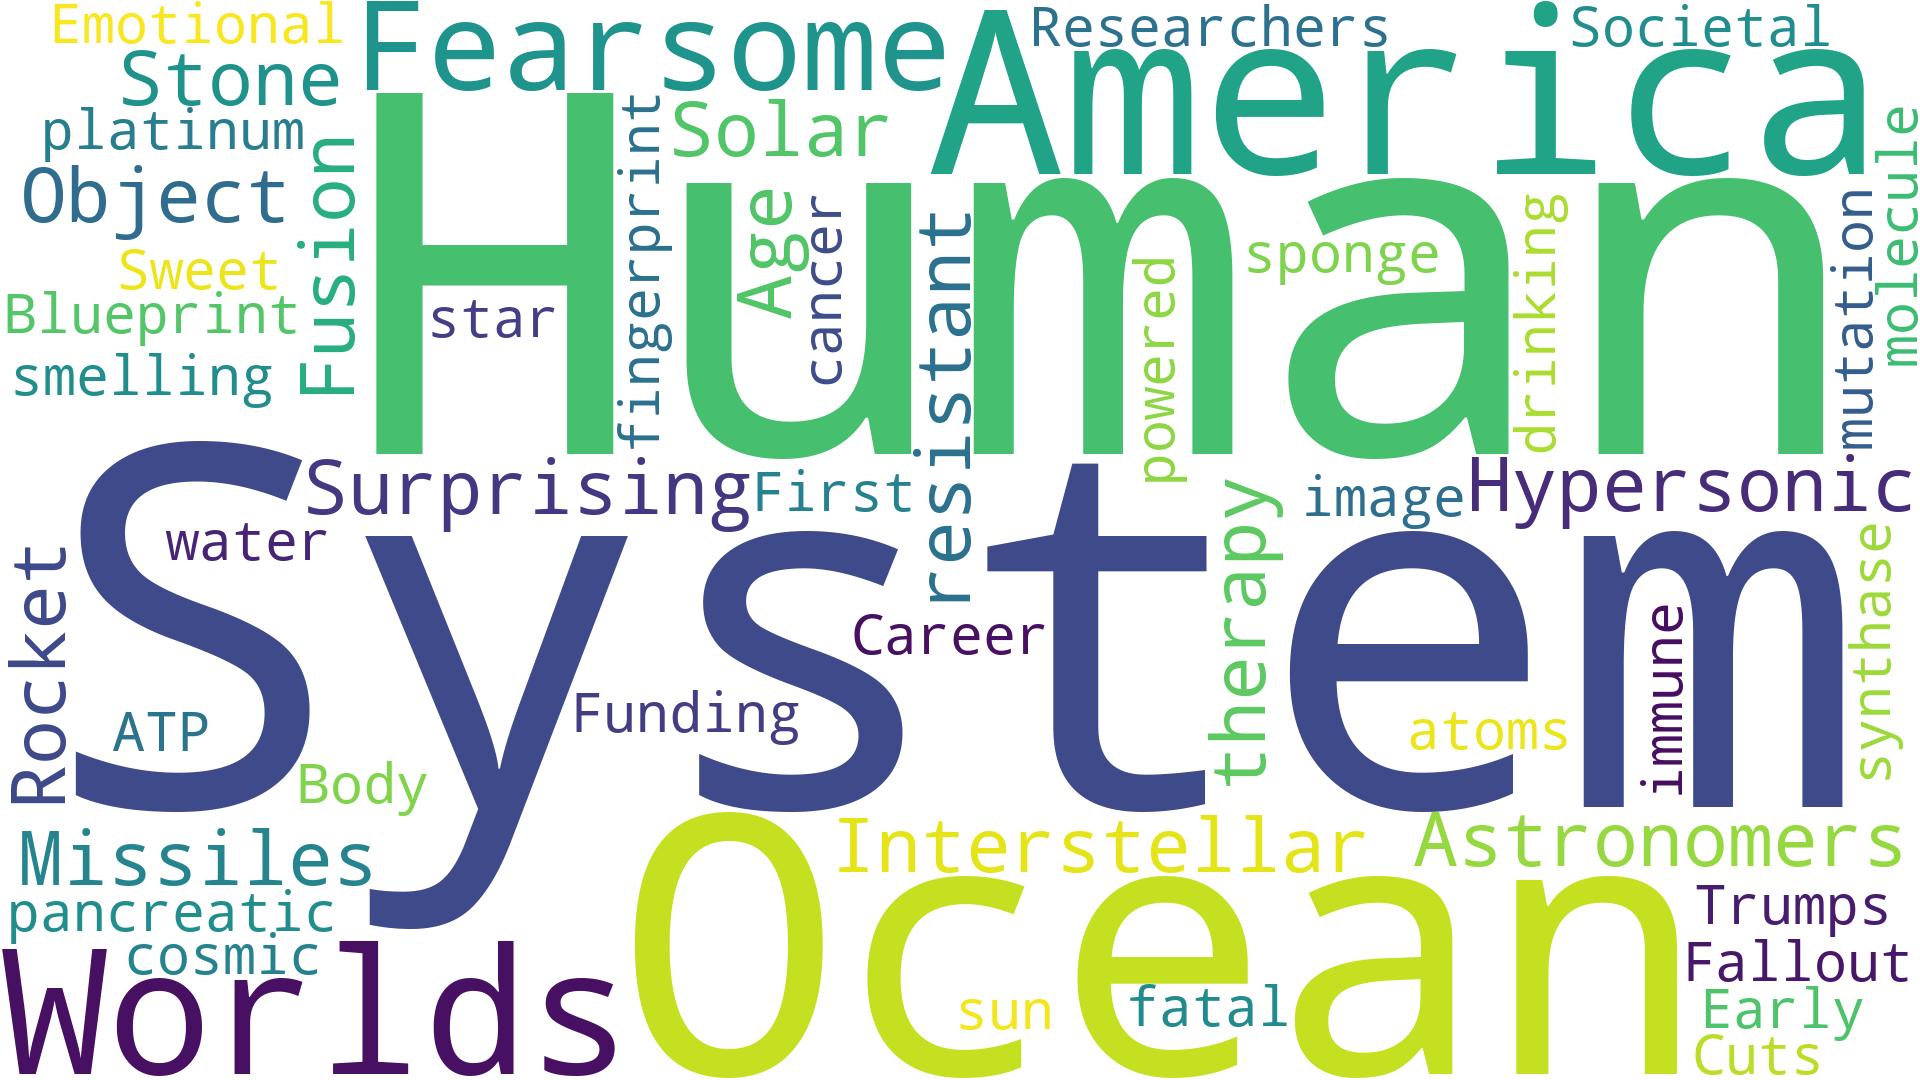 Emotional
Fearsome
Researchers
Societal
America
Stone
platinum
Solar
Object
Fusion
Human
fingerprint
Age
cancer
resistant
powered
sponge
drinking
mutation
molecule
Sweet
Blueprint
star
smelling
System
Surprising
First
image
Hypersonic
water
Rocket
therapy
synthase
Career
immune
Funding
atoms
ATP
Body
Missiles
Ocean
Interstellar
Astronomers
pancreatic
Trumps
cosmic
Worlds
Fallout
sun
fatal
Early
Cuts